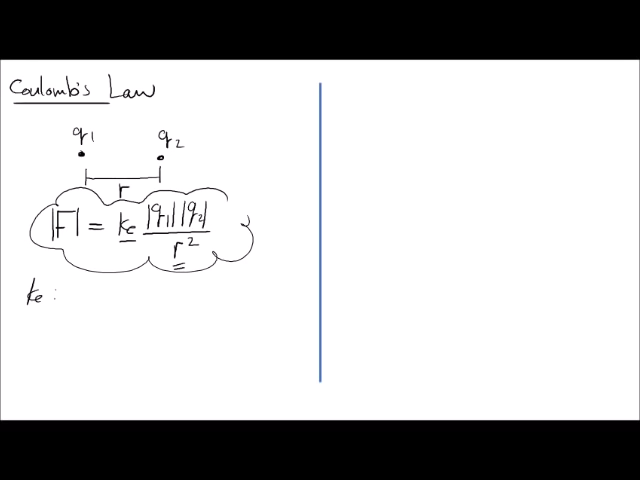 Coulomb's Law
q1 q2
r
|F| = ke |q1| |q2| / r²
ke :